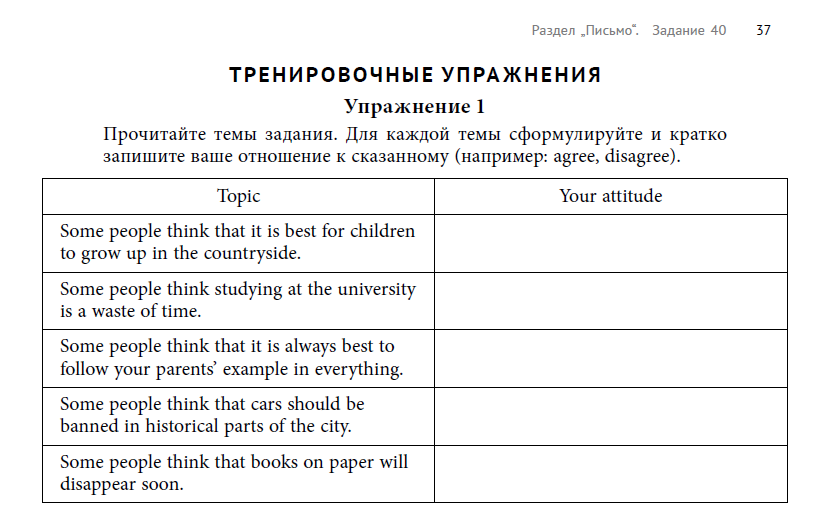 Раздел „Письмо“. Задание 40 37
ТРЕНИРОВОЧНЫЕ УПРАЖНЕНИЯ
Упражнение 1
Прочитайте темы задания. Для каждой темы сформулируйте и кратко
запишите ваше отношение к сказанному (например: agree, disagree).
Topic Your attitude
Some people think that it is best for children
to grow up in the countryside.
Some people think studying at the university
is a waste of time.
Some people think that it is always best to
follow your parents’ example in everything.
Some people think that cars should be
banned in historical parts of the city.
Some people think that books on paper will
disappear soon.